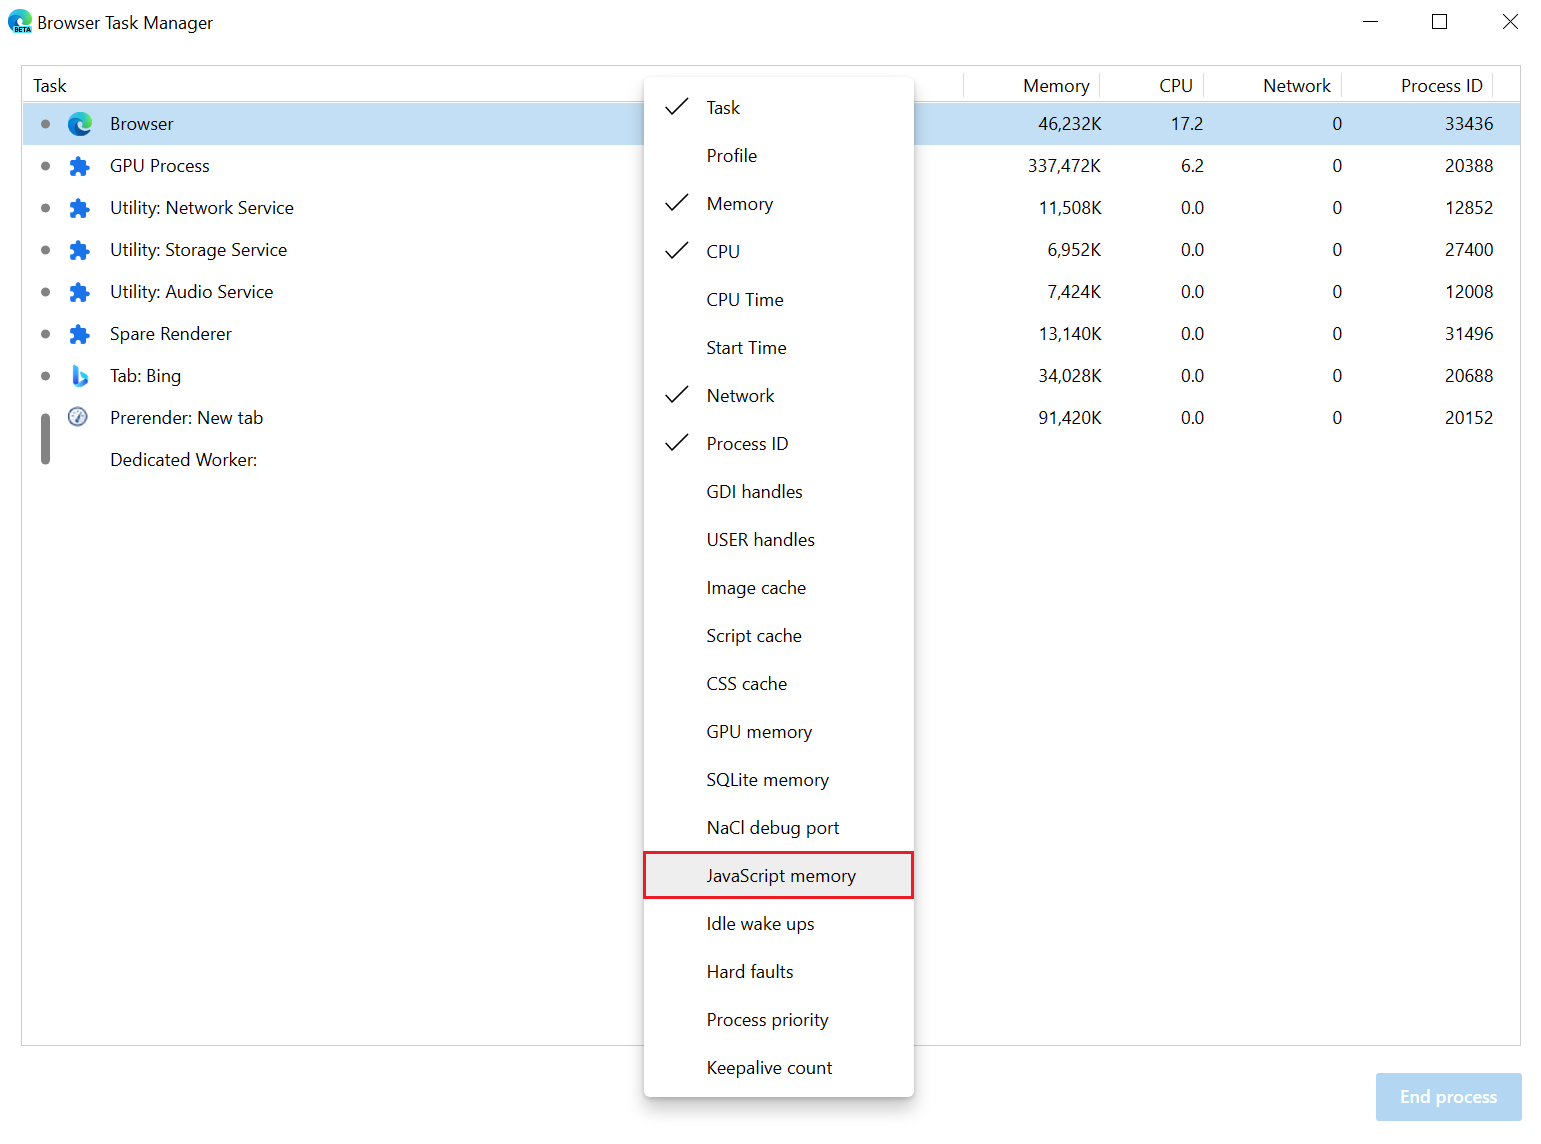 BETA
Browser Task Manager
Task Memory CPU Network Process ID
Browser 46,232K 17.2 0 33436
GPU Process 337,472K 6.2 0 20388
Utility: Network Service 11,508K 0.0 0 12852
Utility: Storage Service 6,952K 0.0 0 27400
Utility: Audio Service 7,424K 0.0 0 12008
Spare Renderer 13,140K 0.0 0 31496
Tab: Bing 34,028K 0.0 0 20688
Prerender: New tab 91,420K 0.0 0 20152
Dedicated Worker:
Task
Profile
Memory
CPU
CPU Time
Start Time
Network
Process ID
GDI handles
USER handles
Image cache
Script cache
CSS cache
GPU memory
SQLite memory
NaCl debug port
JavaScript memory
Idle wake ups
Hard faults
Process priority
Keepalive count
End process